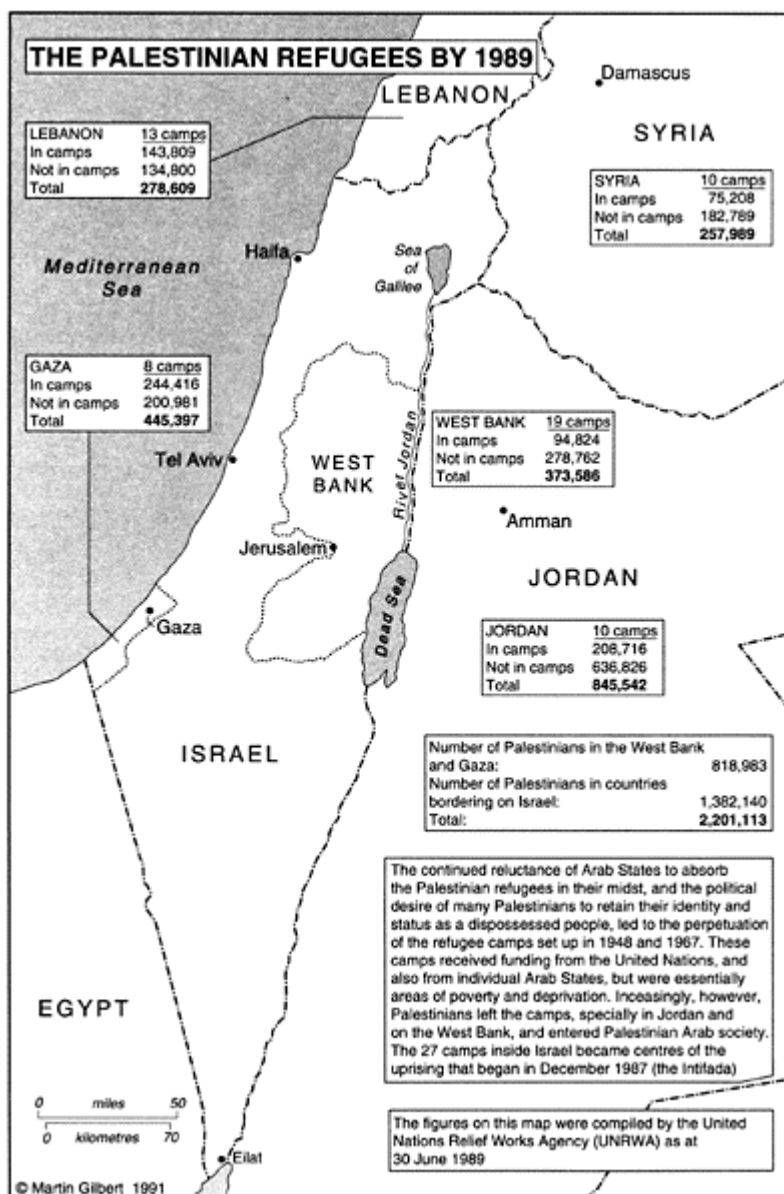 THE PALESTINIAN REFUGEES BY 1989
LEBANON
Damascus
SYRIA
LEBANON 13 camps
In camps 143,809
Not in camps 134,800
Total 278,609
SYRIA 10 camps
In camps 75,208
Not in camps 182,789
Total 257,989
Haifa
Sea
of
Galilee
Mediterranean
Sea
GAZA 8 camps
In camps 244,416
Not in camps 200,981
Total 445,397
WEST BANK 19 camps
In camps 94,824
Not in camps 278,762
Total 373,586
Tel Aviv
WEST
BANK
River Jordan
Amman
Jerusalem
JORDAN
Dead Sea
Gaza
JORDAN 10 camps
In camps 208,716
Not in camps 636,826
Total 845,542
ISRAEL
Number of Palestinians in the West Bank
and Gaza: 818,983
Number of Palestinians in countries
bordering on Israel: 1,382,140
Total: 2,201,113
The continued reluctance of Arab States to absorb
the Palestinian refugees in their midst, and the political
desire of many Palestinians to retain their identity and
status as a dispossessed people, led to the perpetuation
of the refugee camps set up in 1948 and 1967. These
camps received funding from the United Nations, and
also from individual Arab States, but were essentially
areas of poverty and deprivation. Inceasingly, however,
Palestinians left the camps, specially in Jordan and
on the West Bank, and entered Palestinian Arab society.
The 27 camps inside Israel became centres of the
uprising that began in December 1987 (the Intifada)
EGYPT
0 miles 50
0 kilometres 70
The figures on this map were compiled by the United
Nations Relief Works Agency (UNRWA) as at
30 June 1989
Eilat
© Martin Gilbert 1991